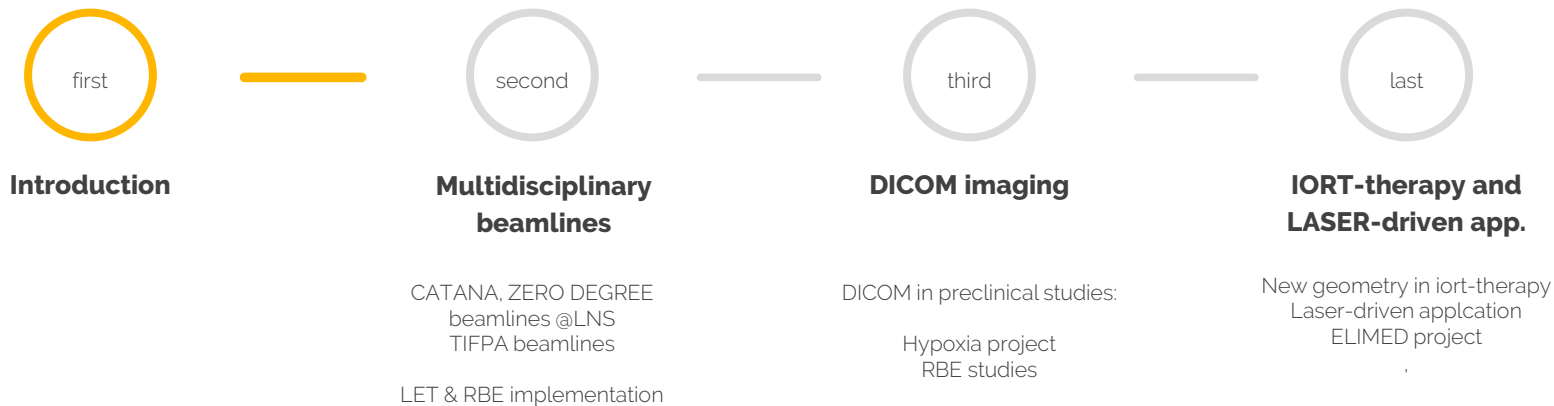 first
second
third
last
Introduction
Multidisciplinary
beamlines
CATANA, ZERO DEGREE
beamlines @LNS
TIFPA beamlines
LET & RBE implementation
DICOM imaging
DICOM in preclinical studies:
Hypoxia project
RBE studies
IORT-therapy and
LASER-driven app.
New geometry in iort-therapy
Laser-driven applcation
ELIMED project
,